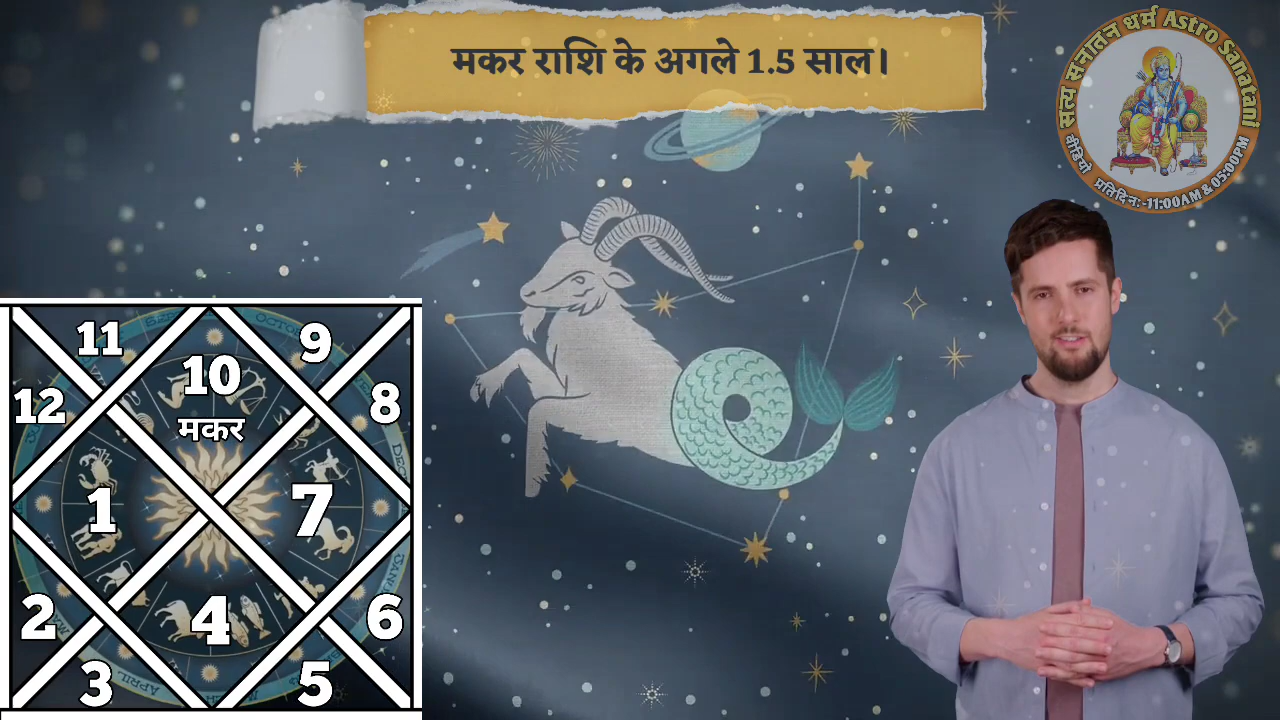 मकर राशि के अगले 1.5 साल।
सत्य सनातन धर्म Astro Sanatani
वीडियो प्रतिदिन:-11:00AM & 05:00PM
11
9
10
12
8
मकर
1
7
2
4
6
3
5
APRIL